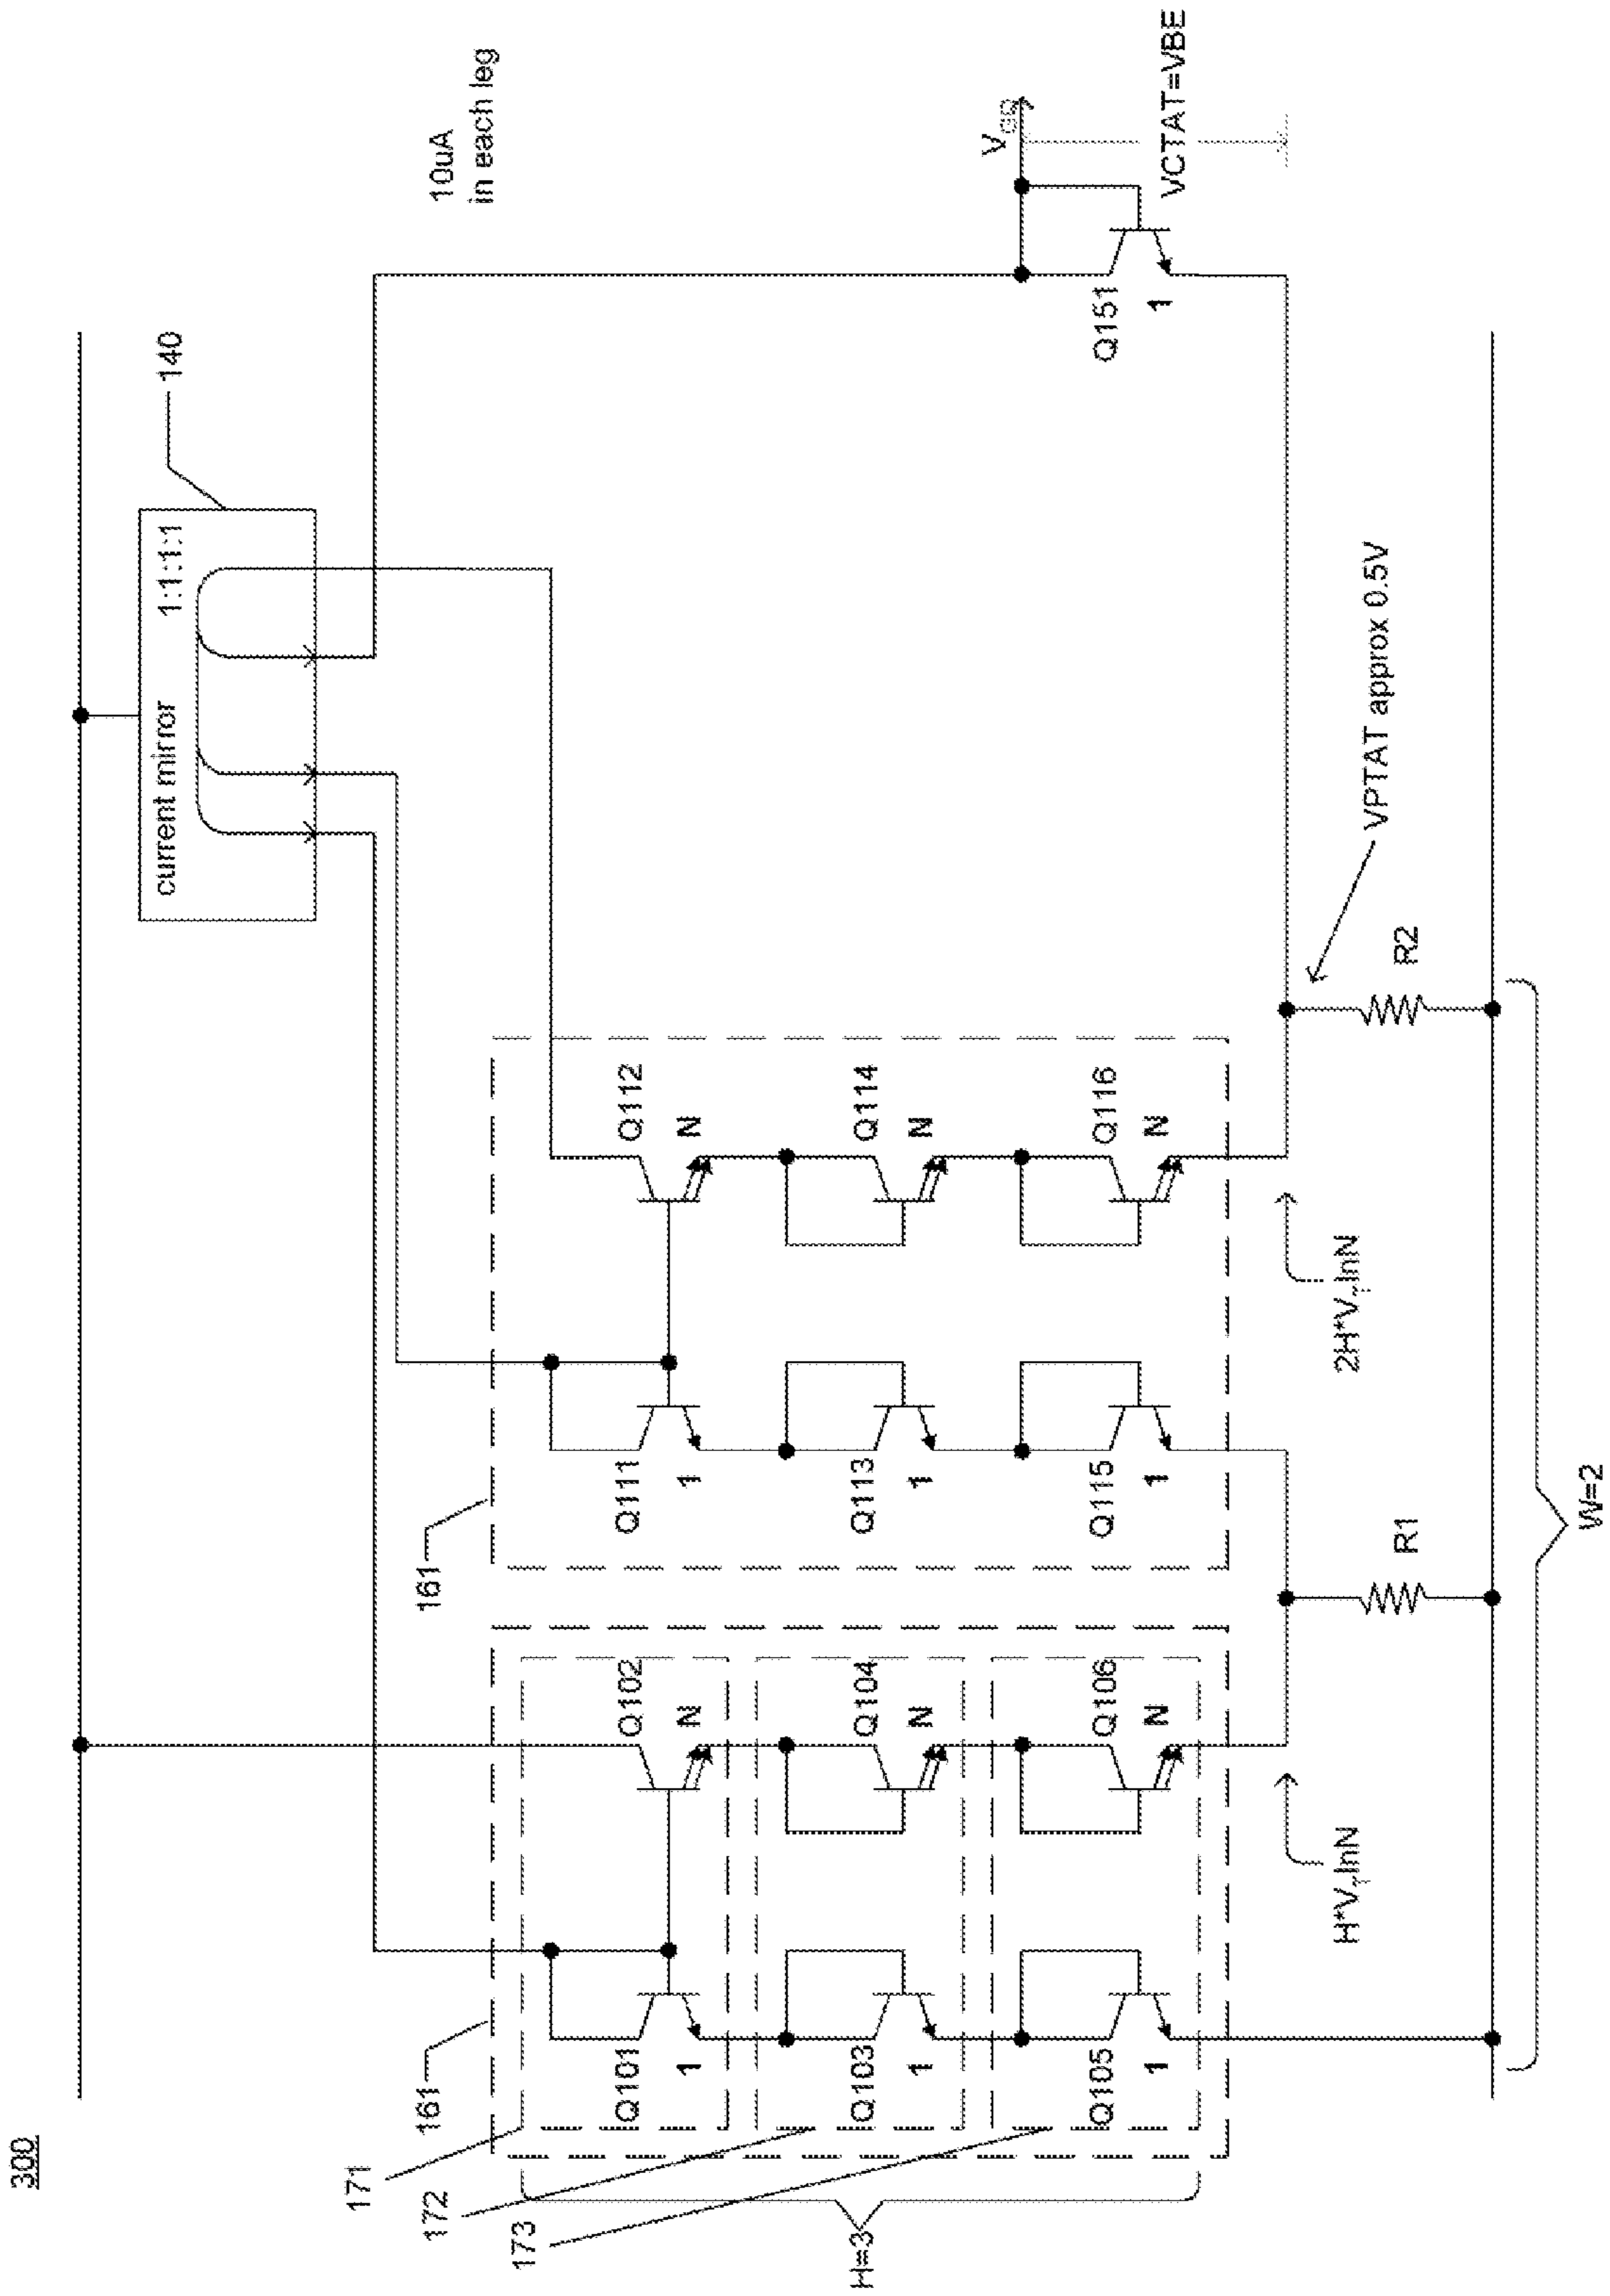 300
10uA
in each leg
140
current mirror 1:1:1:1
161
161
171
172
173
H=3
Q101
1
Q102
N
Q103
1
Q104
N
Q105
1
Q106
N
Q111
1
Q112
N
Q113
1
Q114
N
Q115
1
Q116
N
Q151
1
VCTAT=VBE
H*VTlnN
2H*VTlnN
VPTAT approx 0.5V
R1
R2
W=2